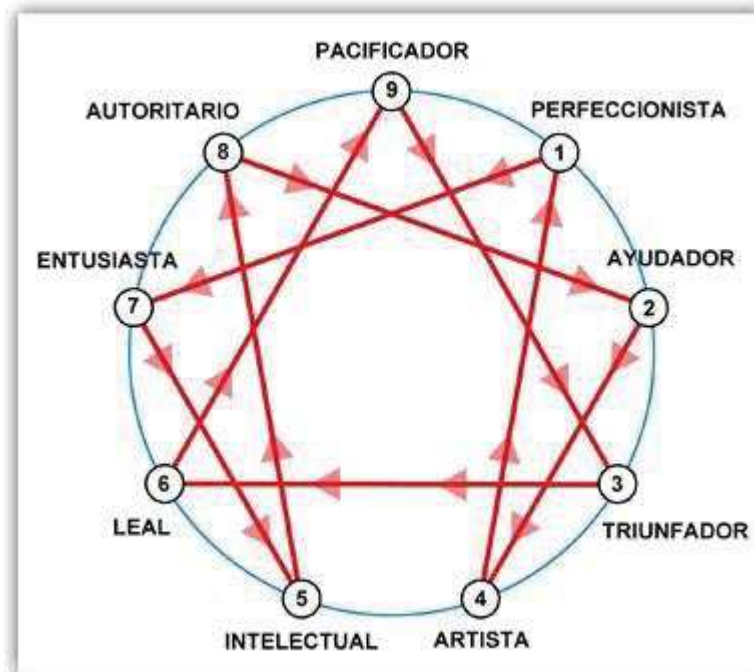 PACIFICADOR
9
AUTORITARIO
PERFECCIONISTA
8
1
ENTUSIASTA
AYUDADOR
7
2
6
3
LEAL
TRIUNFADOR
5
4
INTELECTUAL
ARTISTA